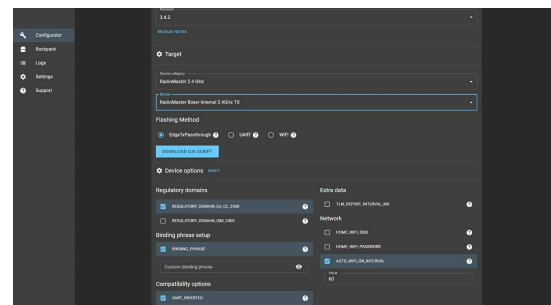 Releases
3.4.2
RELEASE NOTES
Configurator
Backpack
Logs
Settings
Support
Target
Device category
RadioMaster 2.4 GHz
Device
RadioMaster Boxer Internal 2.4GHz TX
Flashing Method
EdgeTxPassthrough
UART
WIFI
DOWNLOAD LUA SCRIPT
Device options
RESET
Regulatory domains
REGULATORY_DOMAIN_EU_CE_2400
REGULATORY_DOMAIN_ISM_2400
Binding phrase setup
BINDING_PHRASE
Custom binding phrase
Compatibility options
UART_INVERTED
Extra data
TLM_REPORT_INTERVAL_MS
Network
HOME_WIFI_SSID
HOME_WIFI_PASSWORD
AUTO_WIFI_ON_INTERVAL
Value
60